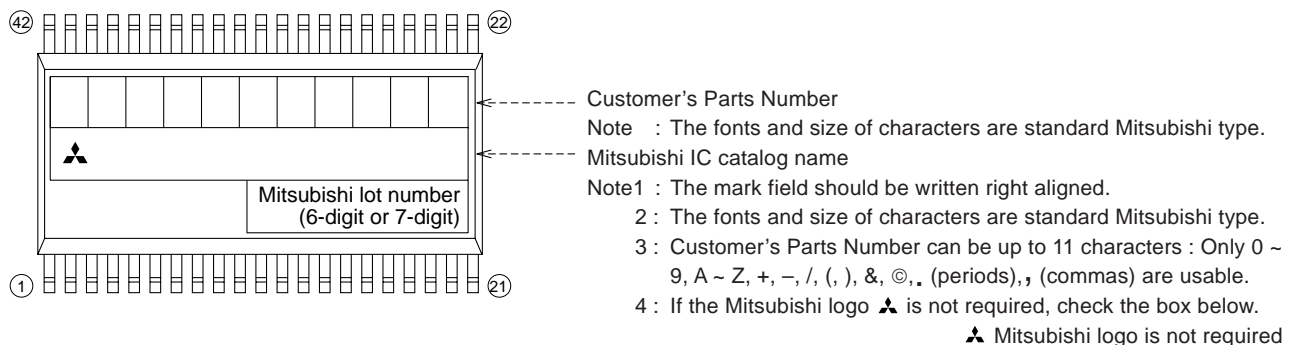 42 22
Customer's Parts Number
Note : The fonts and size of characters are standard Mitsubishi type.
Mitsubishi IC catalog name
Mitsubishi lot number
(6-digit or 7-digit)
Note1 : The mark field should be written right aligned.
2 : The fonts and size of characters are standard Mitsubishi type.
3 : Customer's Parts Number can be up to 11 characters : Only 0 ~
9, A ~ Z, +, –, /, (, ), &, ©, . (periods), , (commas) are usable.
4 : If the Mitsubishi logo is not required, check the box below.
Mitsubishi logo is not required
1 21